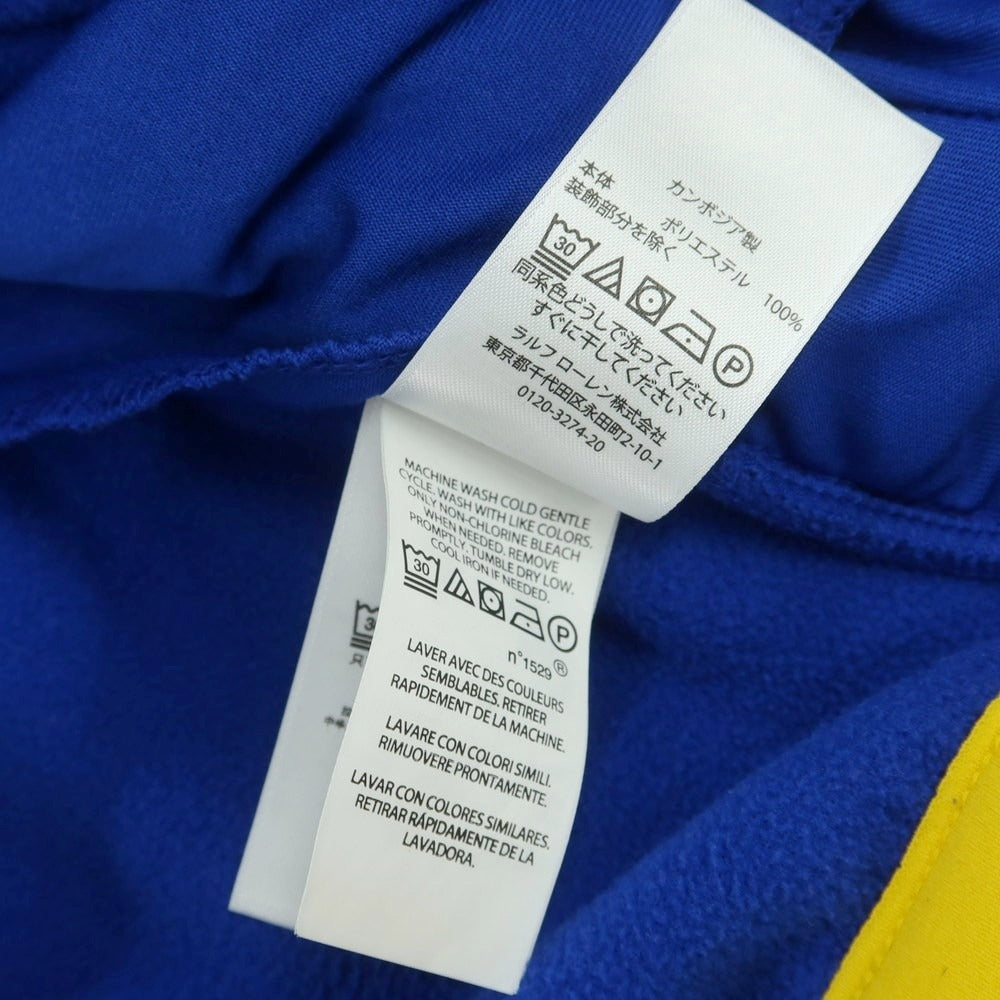 カンボジア製
本体 ポリエステル 100%
装飾部分を除く
30 P
同系色どうしで洗ってください
すぐに干してください
ラルフ ローレン株式会社
東京都千代田区永田町2-10-1
0120-3274-20
MACHINE WASH COLD GENTLE
CYCLE. WASH WITH LIKE COLORS.
ONLY NON-CHLORINE BLEACH
WHEN NEEDED. REMOVE
PROMPTLY. TUMBLE DRY LOW.
COOL IRON IF NEEDED.
30 P
n°1529®
LAVER AVEC DES COULEURS
SEMBLABLES. RETIRER
RAPIDEMENT DE LA MACHINE.
LAVARE CON COLORI SIMILI.
RIMUOVERE PRONTAMENTE.
LAVAR CON COLORES SIMILARES.
RETIRAR RÁPIDAMENTE DE LA
LAVADORA.